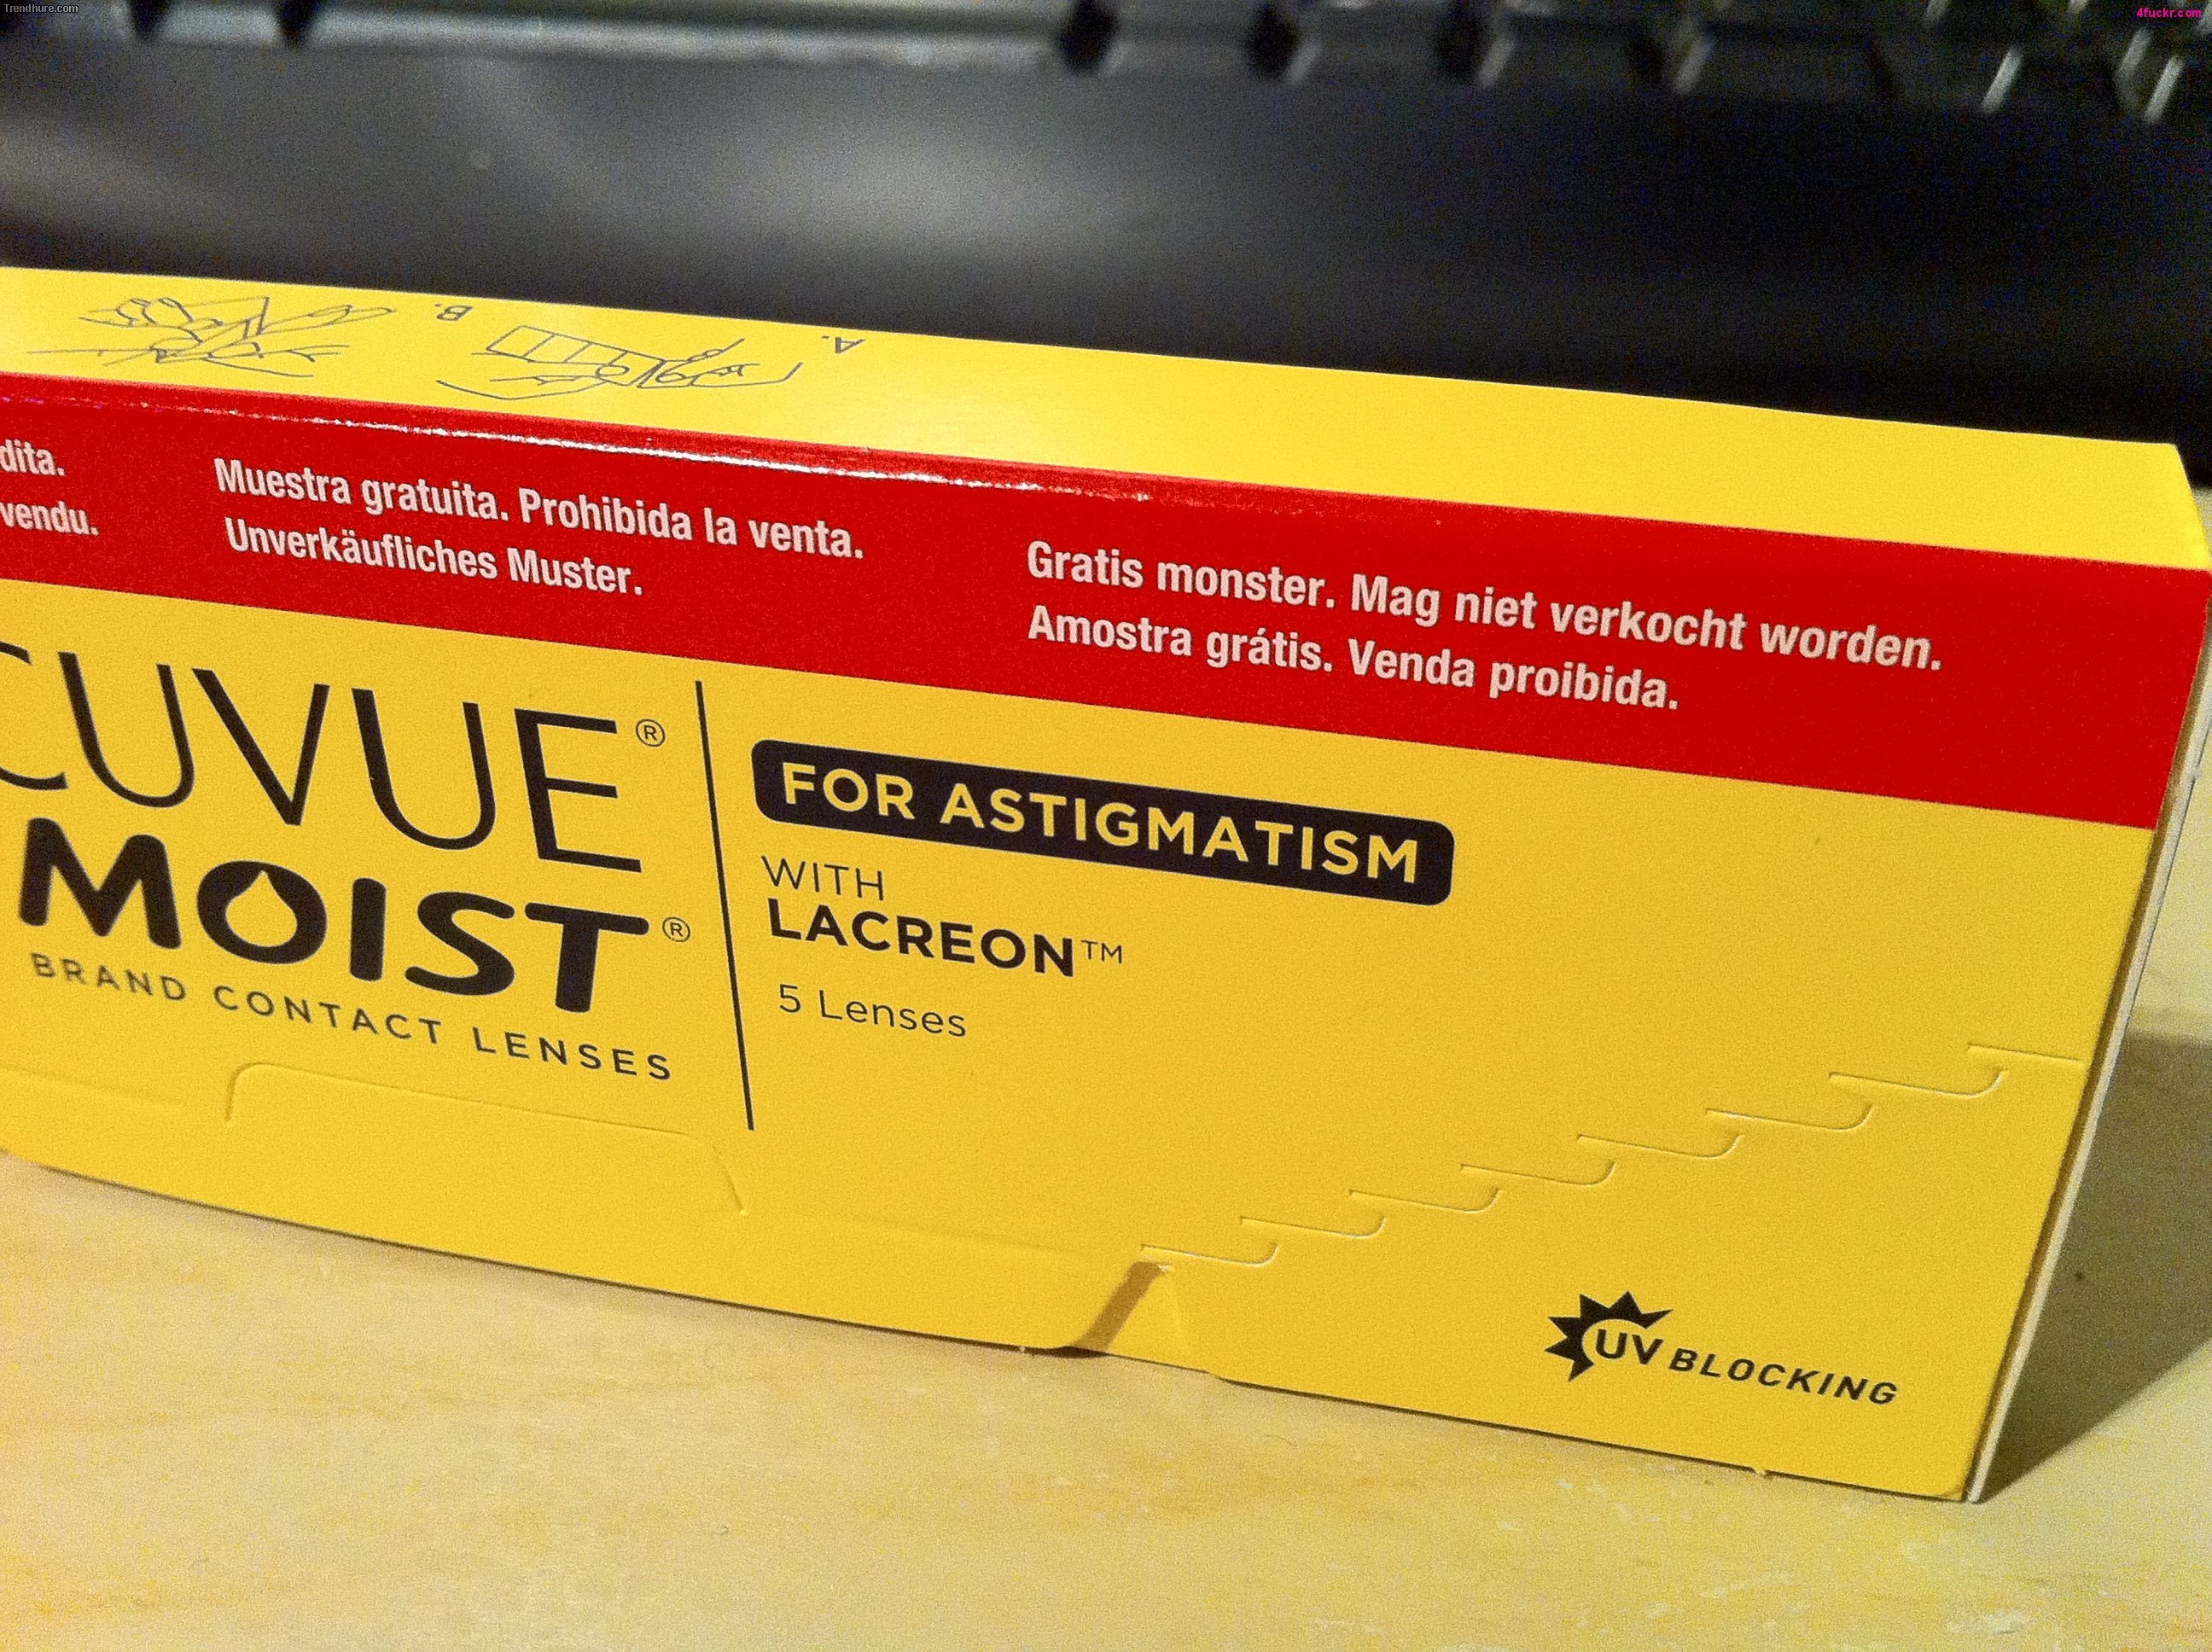 Trendhure.com
4fuckr.com
B.
A.
dita.
vendu.
Muestra gratuita. Prohibida la venta.
Unverkäufliches Muster.
Gratis monster. Mag niet verkocht worden.
Amostra grátis. Venda proibida.
CUVUE®
MOIST®
BRAND CONTACT LENSES
FOR ASTIGMATISM
WITH
LACREON™
5 Lenses
UV BLOCKING